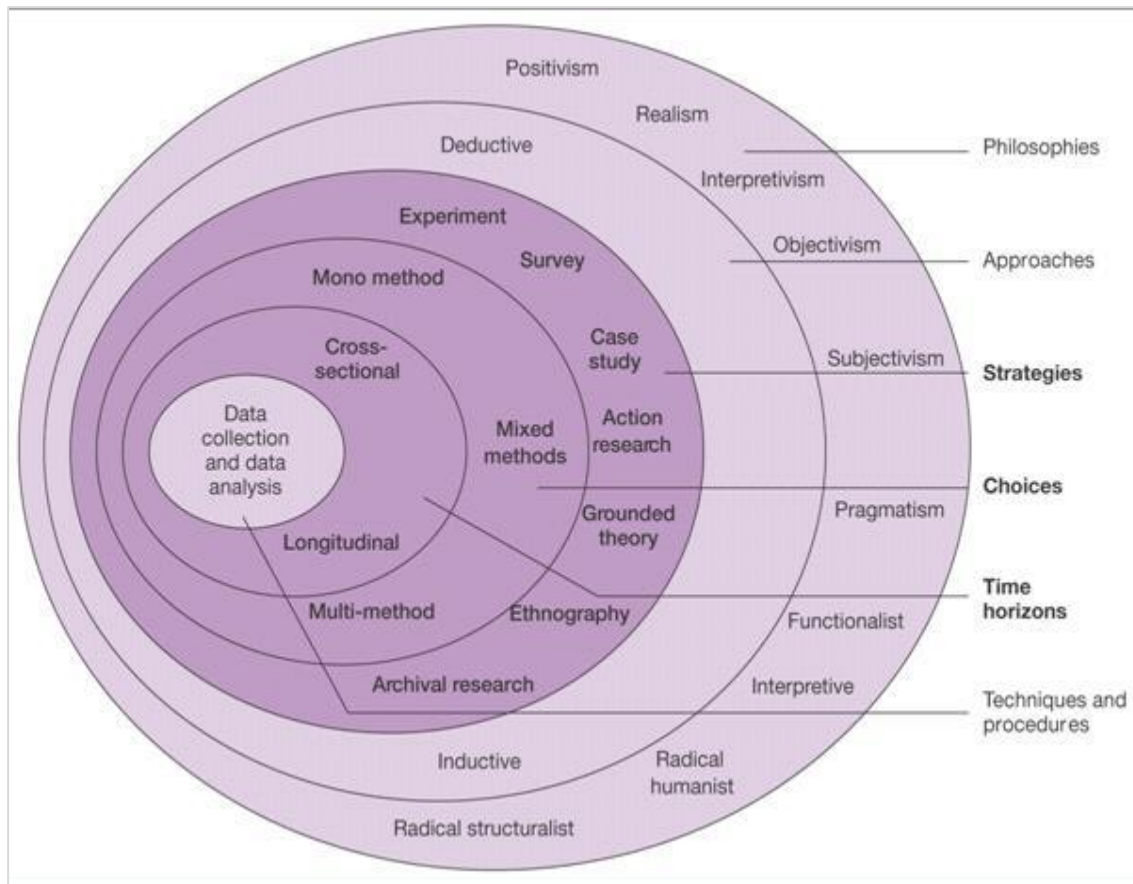 Positivism
Realism
Philosophies
Deductive
Interpretivism
Experiment
Objectivism
Survey
Approaches
Mono method
Case
study
Cross-
sectional
Subjectivism
Strategies
Data
collection
and data
analysis
Mixed
methods
Action
research
Choices
Pragmatism
Grounded
theory
Longitudinal
Time
horizons
Multi-method
Ethnography
Functionalist
Archival research
Interpretive
Techniques and
procedures
Inductive
Radical
humanist
Radical structuralist